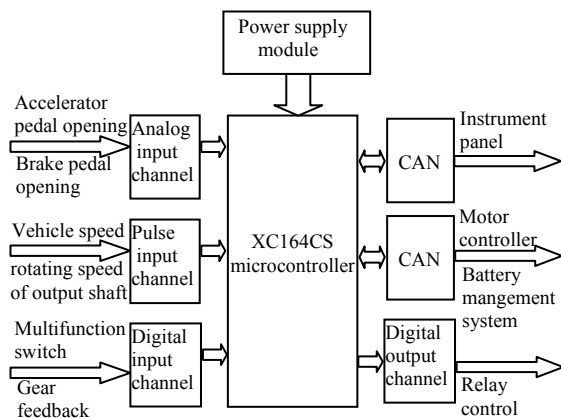 Power supply
module
Accelerator
pedal opening
Brake pedal
opening
Analog
input
channel
Vehicle speed
rotating speed
of output shaft
Pulse
input
channel
Multifunction
switch
Gear
feedback
Digital
input
channel
XC164CS
microcontroller
CAN
Instrument
panel
CAN
Motor
controller
Battery
mangement
system
Digital
output
channel
Relay
control